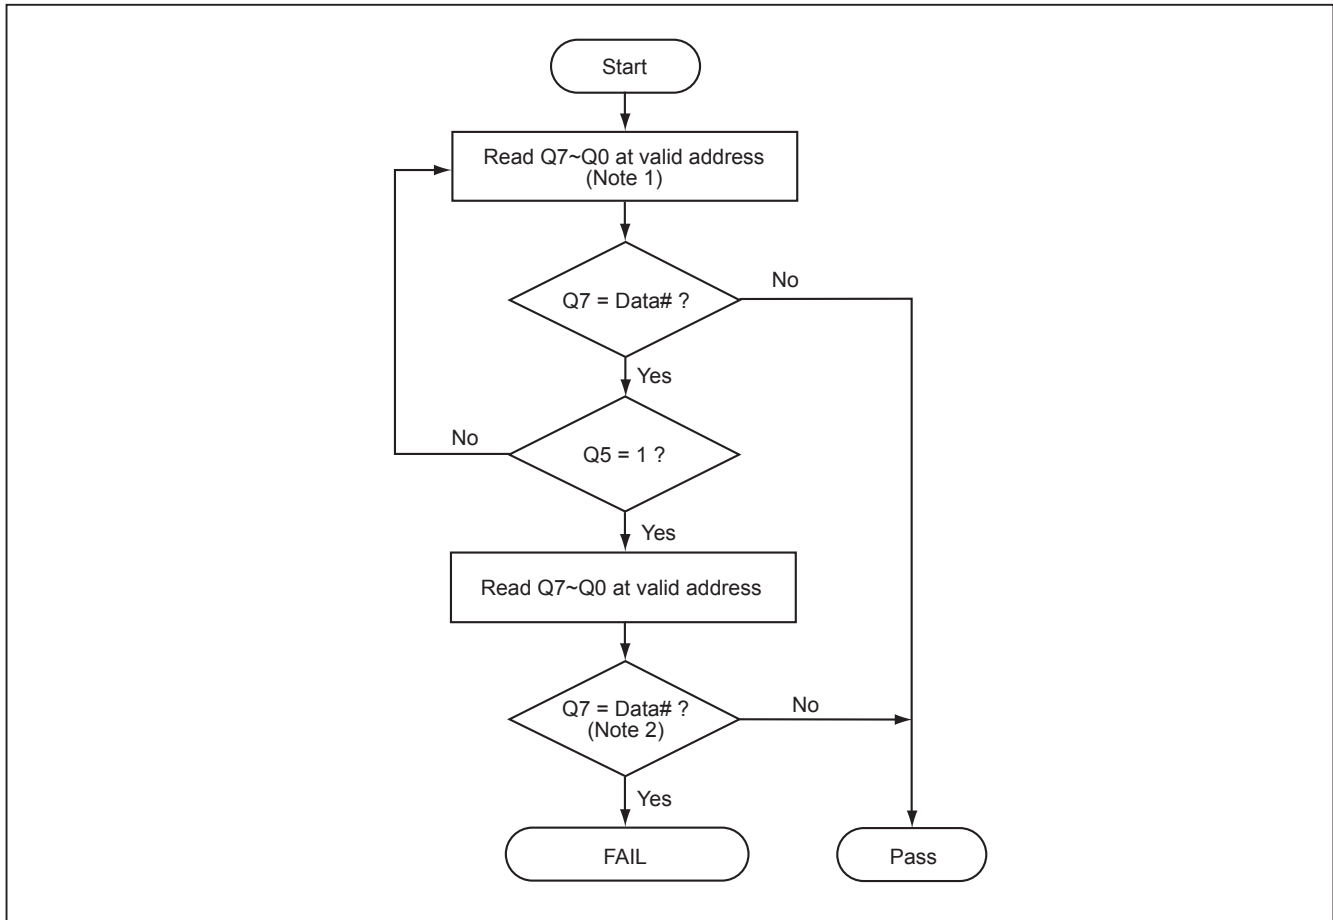 Start
Read Q7~Q0 at valid address
(Note 1)
Q7 = Data# ?
No
Yes
Q5 = 1 ?
No
Yes
Read Q7~Q0 at valid address
Q7 = Data# ?
(Note 2)
No
Yes
FAIL
Pass